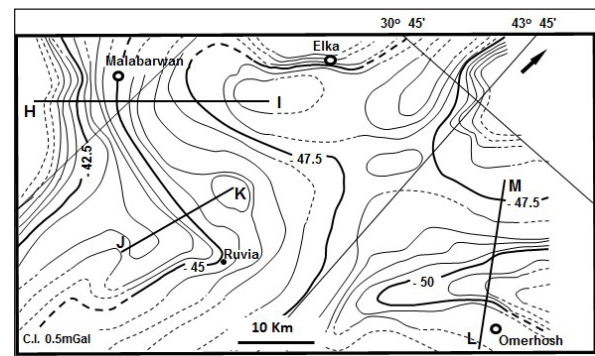 30° 45' 43° 45'
Elka
Malabarwan
H I
- 42.5
- 47.5
K
M
- 47.5
J
Ruvia
- 45
- 50
10 Km
L
Omerhosh
C.I. 0.5mGal